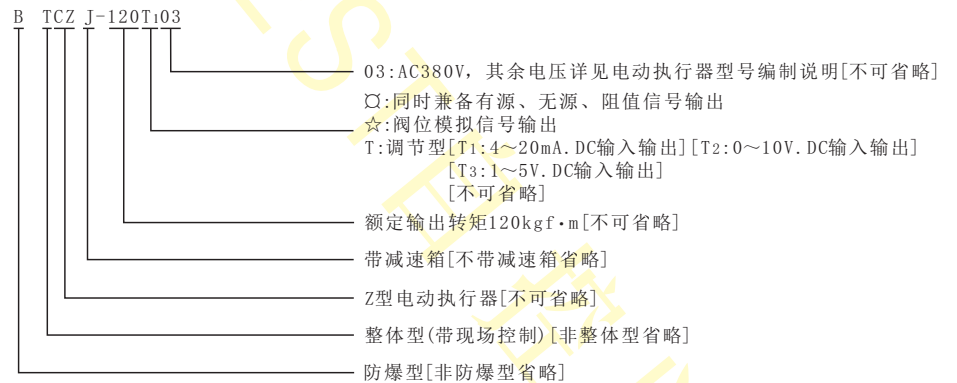 B TCZ J-120T₁03
03:AC380V，其余电压详见电动执行器型号编制说明[不可省略]
¤:同时兼备有源、无源、阻值信号输出
☆:阀位模拟信号输出
T:调节型[T₁:4～20mA.DC输入输出][T₂:0～10V.DC输入输出]
[T₃:1～5V.DC输入输出]
[不可省略]
额定输出转矩120kgf·m[不可省略]
带减速箱[不带减速箱省略]
Z型电动执行器[不可省略]
整体型(带现场控制)[非整体型省略]
防爆型[非防爆型省略]